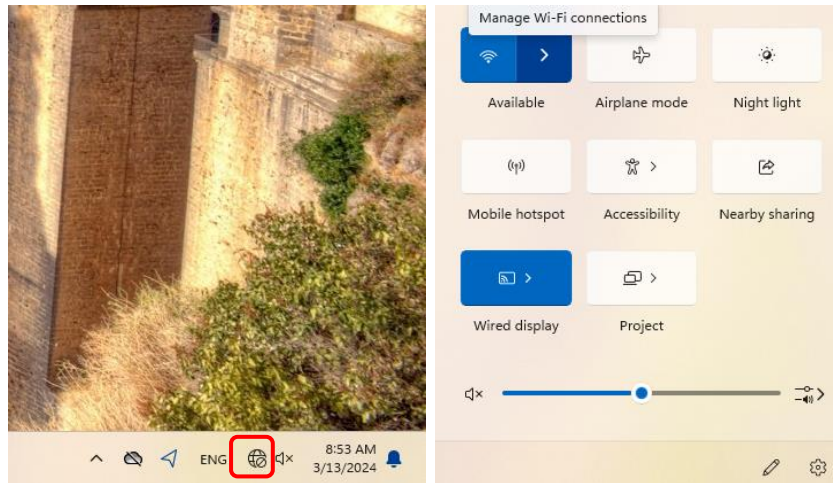 ENG
8:53 AM
3/13/2024
Manage Wi-Fi connections
Available Airplane mode Night light
Mobile hotspot Accessibility Nearby sharing
Wired display Project